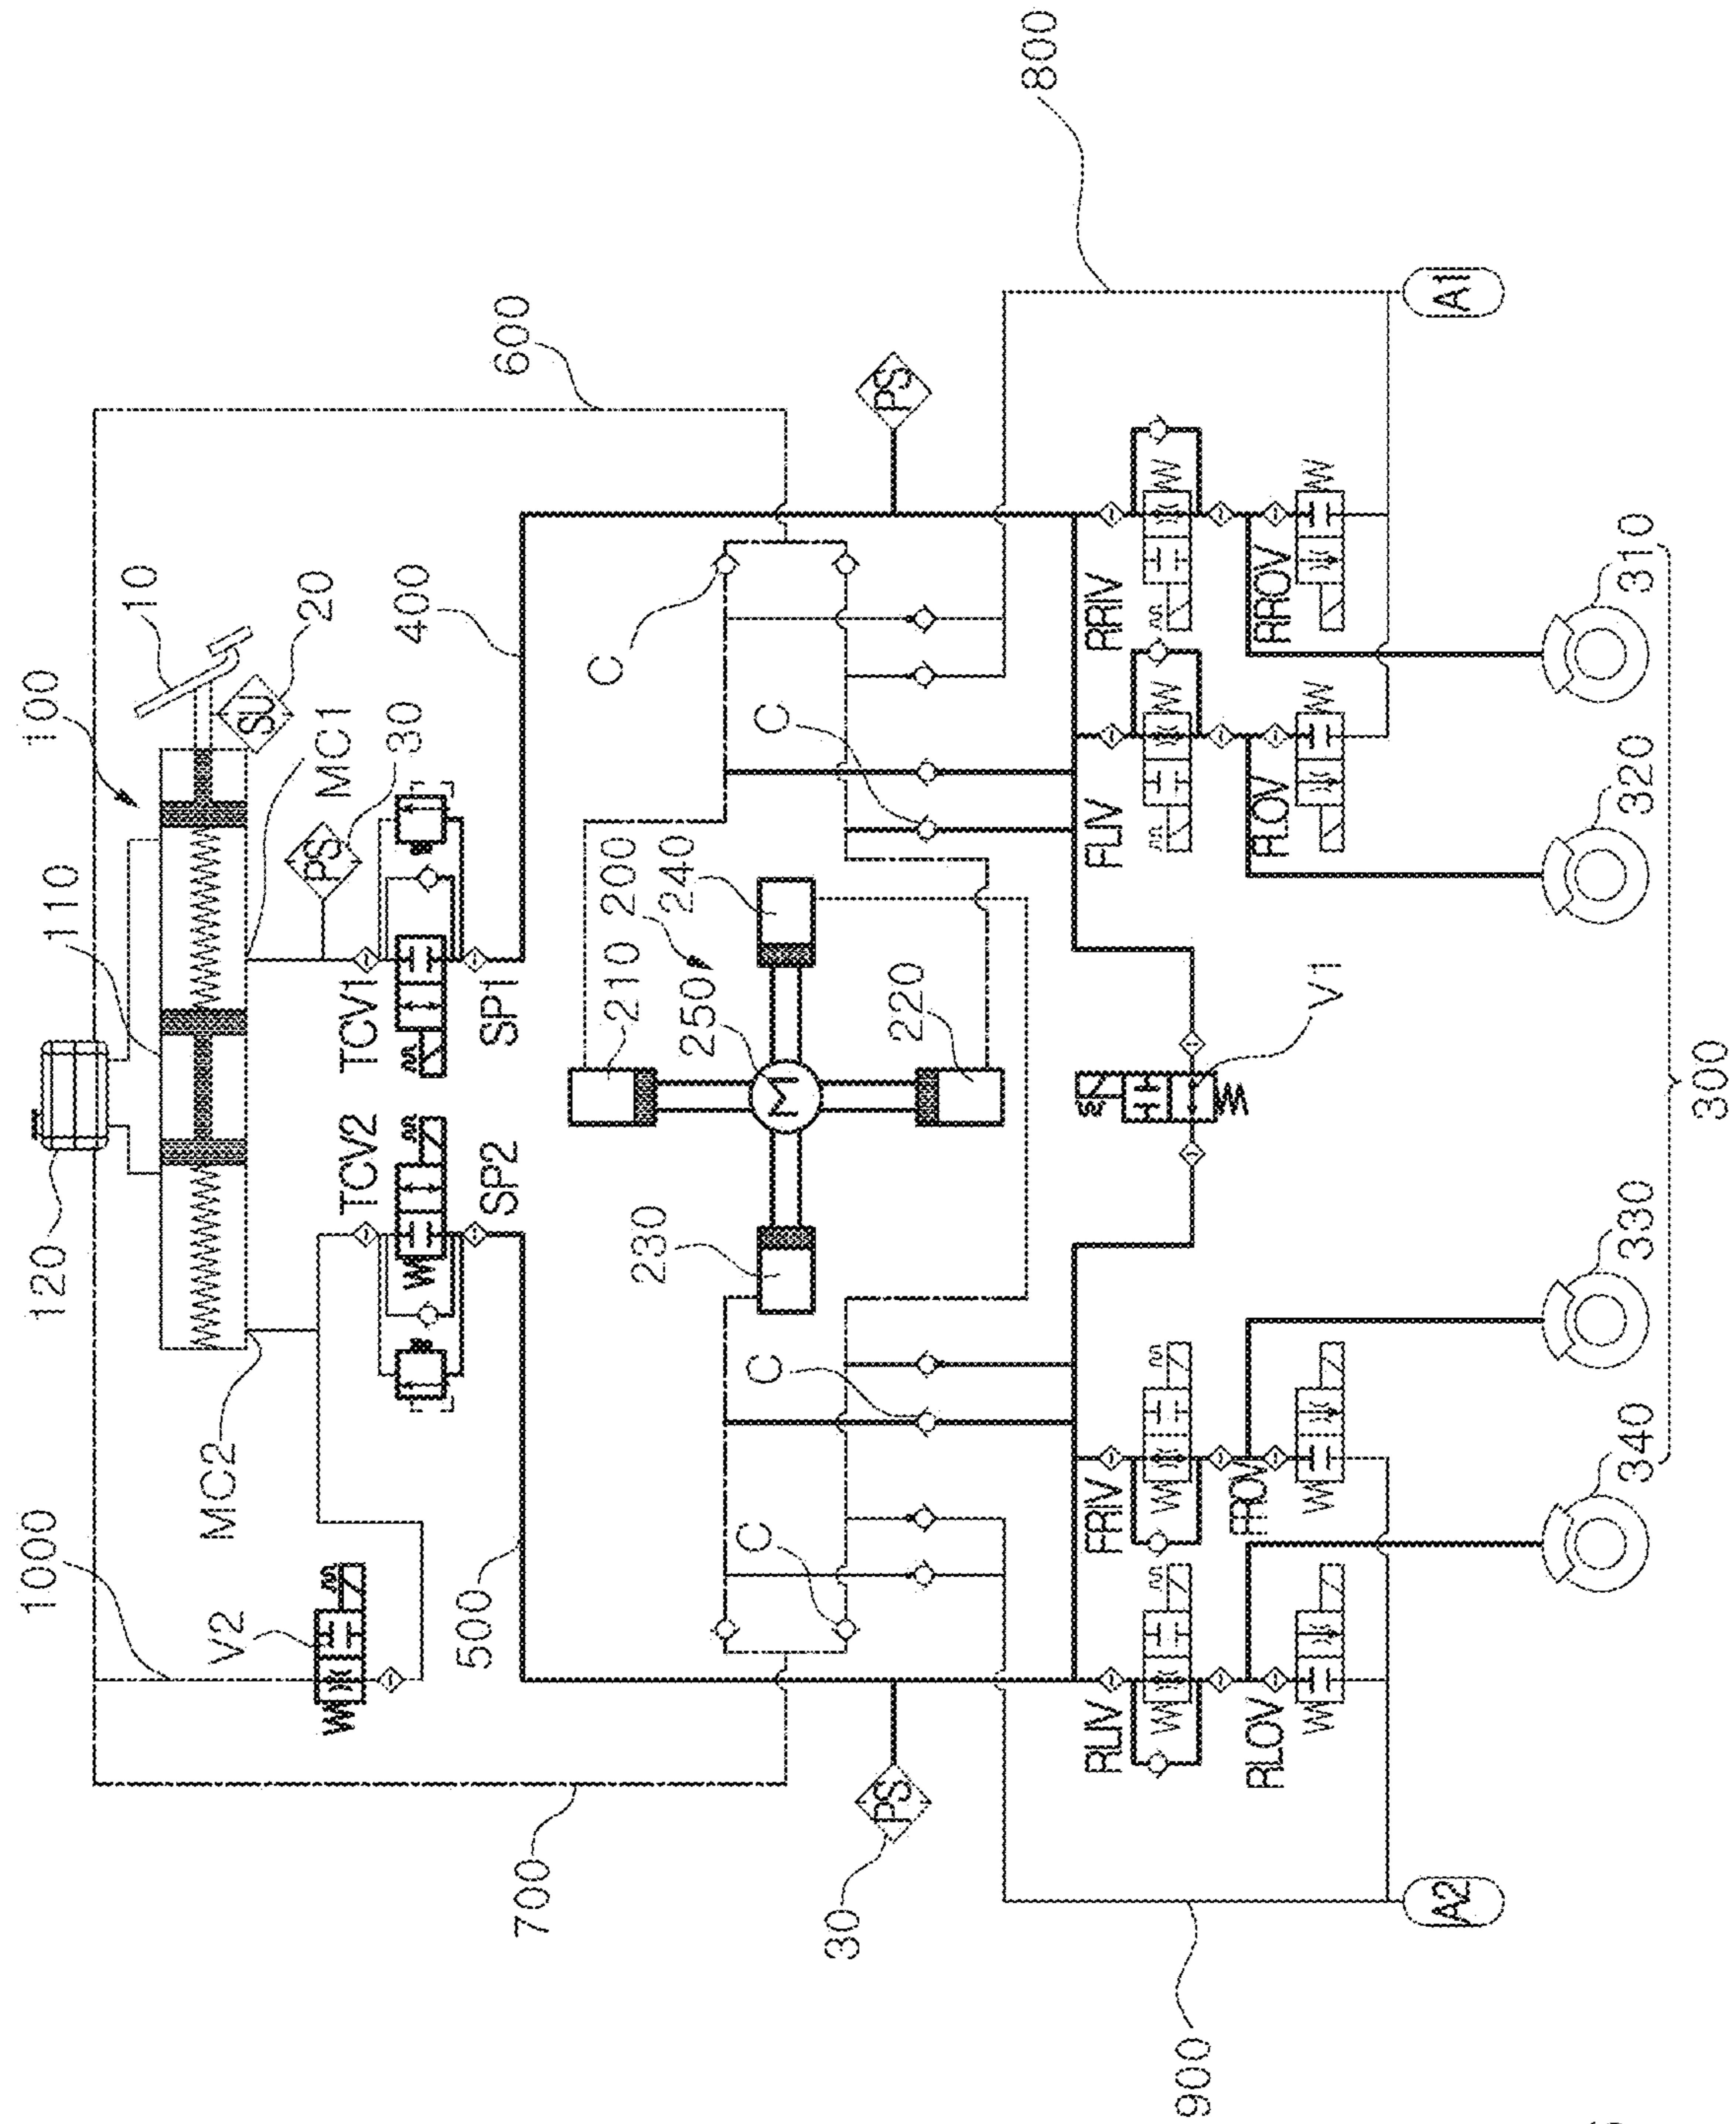 1000
120
100
110
10
V2
MC2
SU
PS
MC1
20
TCV2
TCV1
30
400
500
SP2
SP1
700
600
210
200
C
230
240
250
M
C
C
C
30
PS
220
PS
800
RLIV
FRIV
FLIV
RRIV
900
RLOV
FROV
RLOV
RROV
V1
A2
A1
340
330
320
310
300